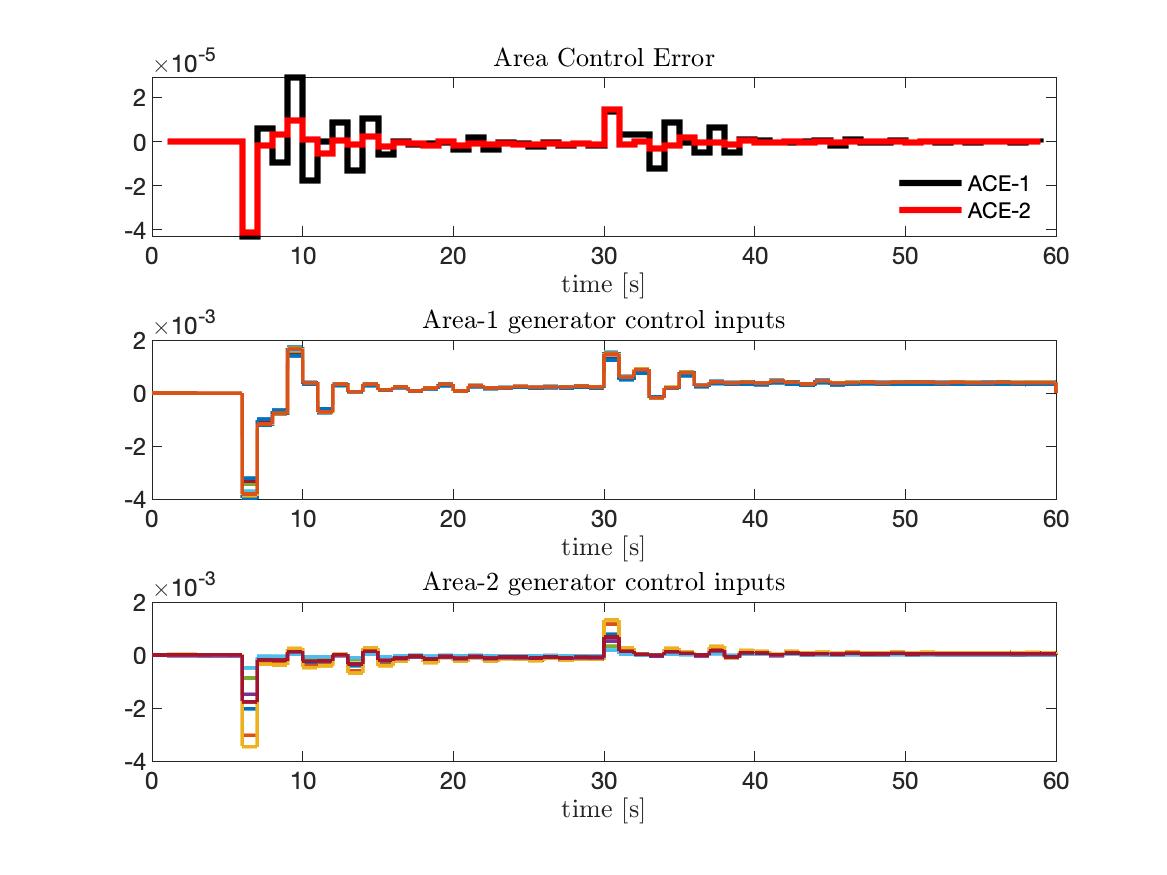 ×10-5
Area Control Error
2
0
-2
-4
ACE-1
ACE-2
0 10 20 30 40 50 60
time [s]
×10-3
Area-1 generator control inputs
2
0
-2
-4
0 10 20 30 40 50 60
time [s]
×10-3
Area-2 generator control inputs
2
0
-2
-4
0 10 20 30 40 50 60
time [s]